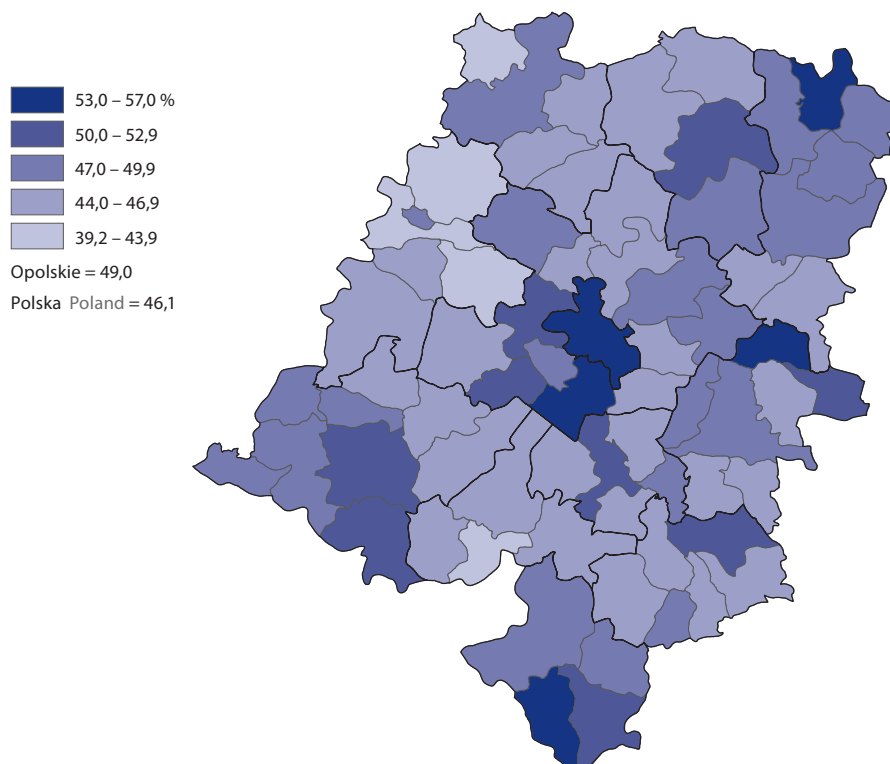 53,0 – 57,0 %
50,0 – 52,9
47,0 – 49,9
44,0 – 46,9
39,2 – 43,9
Opolskie = 49,0
Polska Poland = 46,1